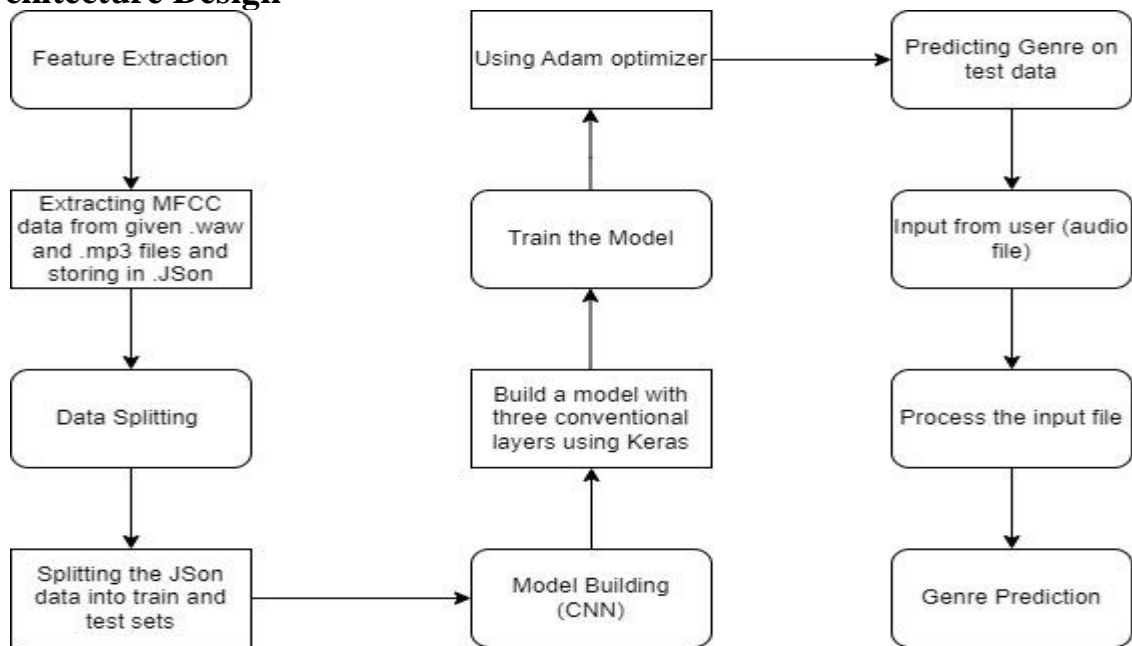 chitecture Design
Feature Extraction
Extracting MFCC
data from given .waw
and .mp3 files and
storing in .JSon
Data Splitting
Splitting the JSon
data into train and
test sets
Model Building
(CNN)
Build a model with
three conventional
layers using Keras
Train the Model
Using Adam optimizer
Predicting Genre on
test data
Input from user (audio
file)
Process the input file
Genre Prediction